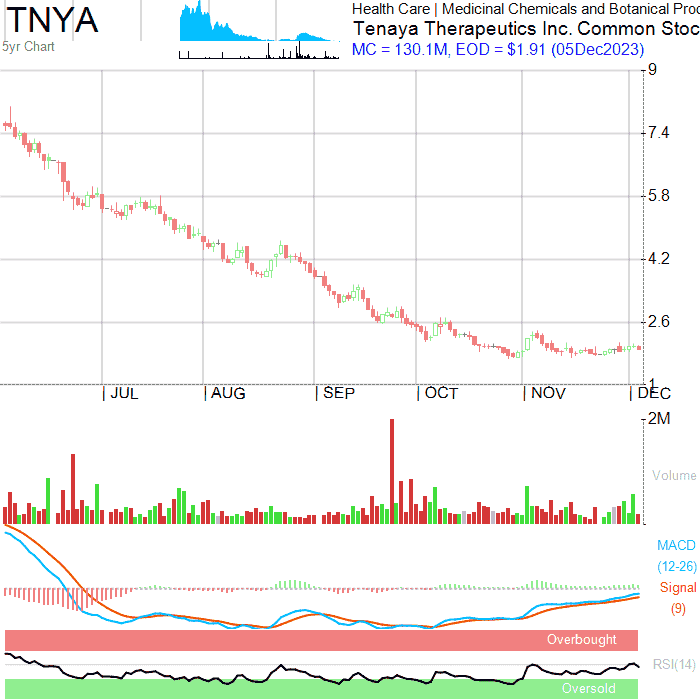 TNYA
5yr Chart
Health Care | Medicinal Chemicals and Botanical Proc
Tenaya Therapeutics Inc. Common Stoc
MC = 130.1M, EOD = $1.91 (05Dec2023)
9
7.4
5.8
4.2
2.6
1
| JUL | AUG | SEP | OCT | NOV | DEC
2M
Volume
MACD
(12-26)
Signal
(9)
Overbought
RSI(14)
Oversold